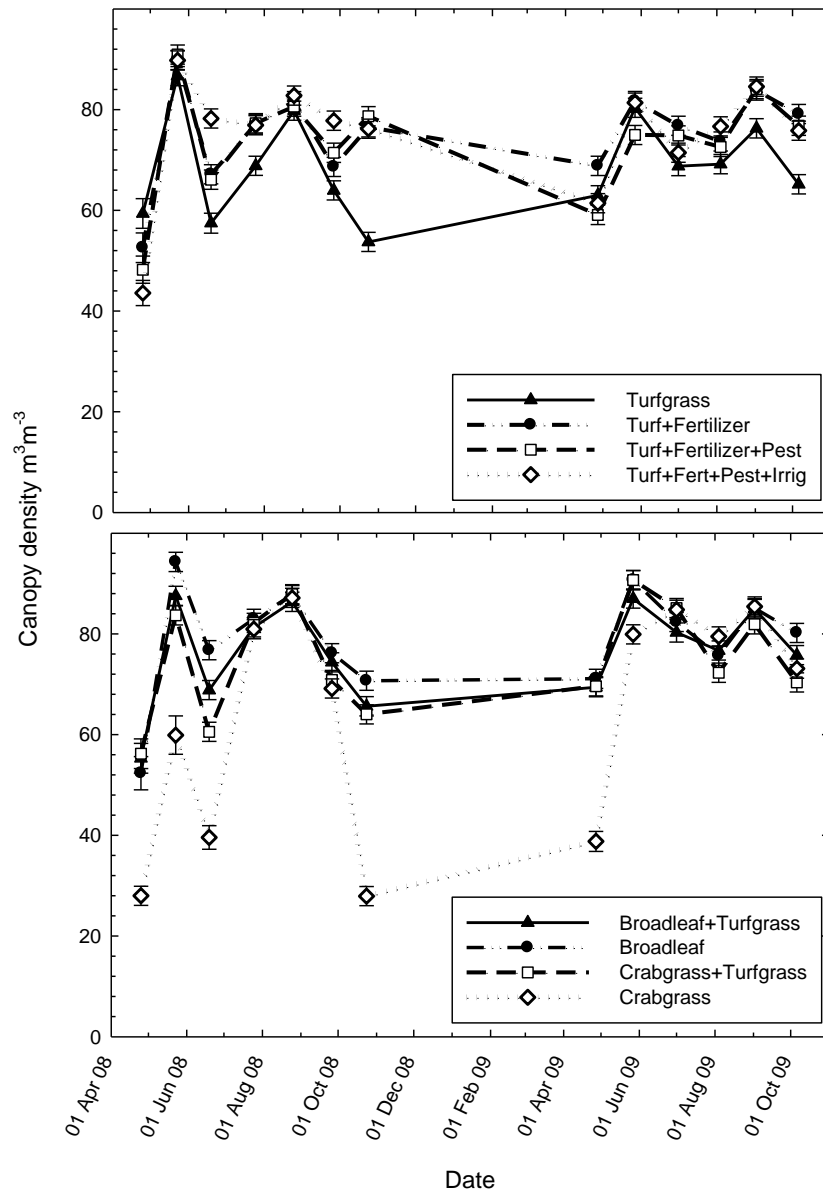 80
60
40
20
0
Turfgrass
Turf+Fertilizer
Turf+Fertilizer+Pest
Turf+Fert+Pest+Irrig
Canopy density m³m⁻³
80
60
40
20
0
Broadleaf+Turfgrass
Broadleaf
Crabgrass+Turfgrass
Crabgrass
01 Apr 08
01 Jun 08
01 Aug 08
01 Oct 08
01 Dec 08
01 Feb 09
01 Apr 09
01 Jun 09
01 Aug 09
01 Oct 09
Date